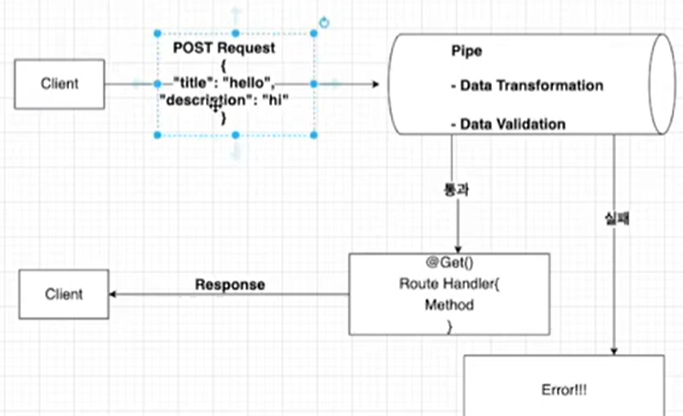 Client
POST Request
{
"title": "hello",
"description": "hi"
}
Pipe
- Data Transformation
- Data Validation
통과
실패
Client
Response
@Get()
Route Handler{
Method
}
Error!!!